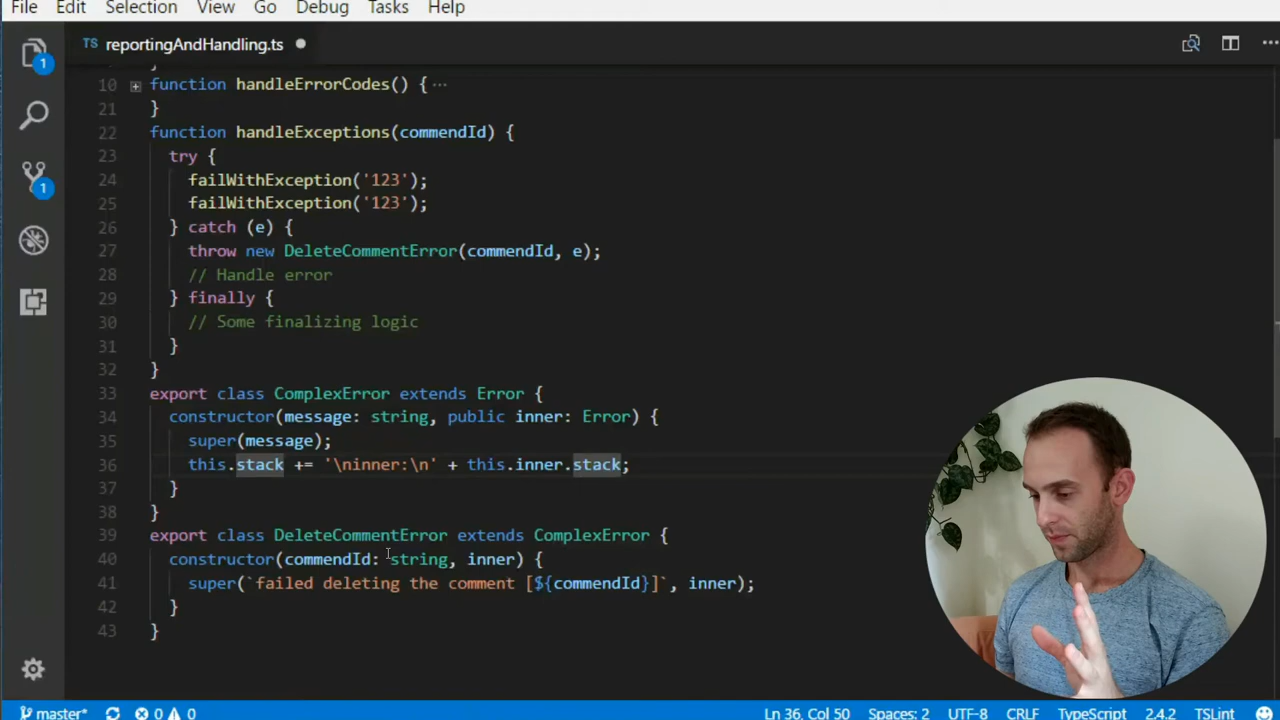 File Edit Selection View Go Debug Tasks Help
TS reportingAndHandling.ts
10 function handleErrorCodes() { ···
21 }
22 function handleExceptions(commendId) {
23 try {
24 failWithException('123');
25 failWithException('123');
26 } catch (e) {
27 throw new DeleteCommentError(commendId, e);
28 // Handle error
29 } finally {
30 // Some finalizing logic
31 }
32 }
33 export class ComplexError extends Error {
34 constructor(message: string, public inner: Error) {
35 super(message);
36 this.stack += '\ninner:\n' + this.inner.stack;
37 }
38 }
39 export class DeleteCommentError extends ComplexError {
40 constructor(commendId: string, inner) {
41 super(`failed deleting the comment [${commendId}]`, inner);
42 }
43 }
1
1
master* 0 0 Ln 36, Col 50 Spaces: 2 UTF-8 CRLF TypeScript 2.4.2 TSLint